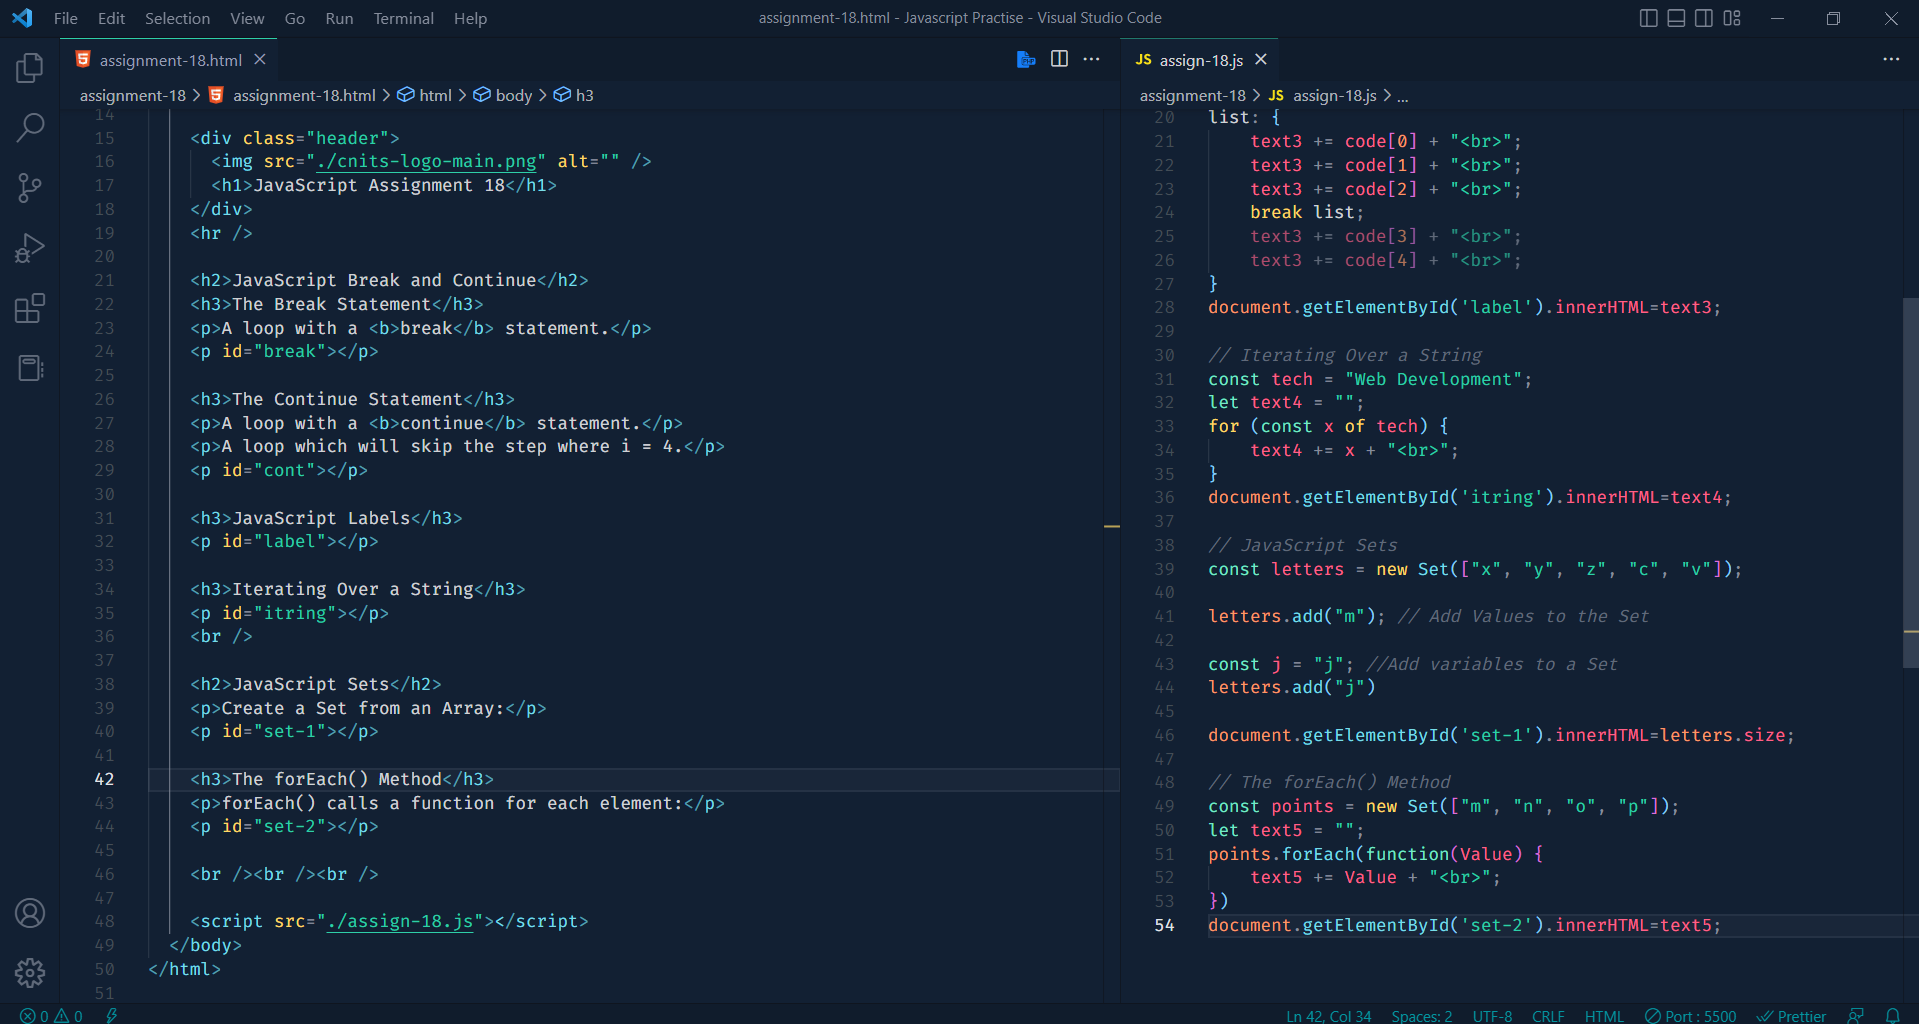 File Edit Selection View Go Run Terminal Help
assignment-18.html - Javascript Practise - Visual Studio Code
assignment-18.html
assignment-18 > assignment-18.html > html > body > h3
14
15 <div class="header">
16 <img src="./cnits-logo-main.png" alt="" />
17 <h1>JavaScript Assignment 18</h1>
18 </div>
19 <hr />
20
21 <h2>JavaScript Break and Continue</h2>
22 <h3>The Break Statement</h3>
23 <p>A loop with a <b>break</b> statement.</p>
24 <p id="break"></p>
25
26 <h3>The Continue Statement</h3>
27 <p>A loop with a <b>continue</b> statement.</p>
28 <p>A loop which will skip the step where i = 4.</p>
29 <p id="cont"></p>
30
31 <h3>JavaScript Labels</h3>
32 <p id="label"></p>
33
34 <h3>Iterating Over a String</h3>
35 <p id="itring"></p>
36 <br />
37
38 <h2>JavaScript Sets</h2>
39 <p>Create a Set from an Array:</p>
40 <p id="set-1"></p>
41
42 <h3>The forEach() Method</h3>
43 <p>forEach() calls a function for each element:</p>
44 <p id="set-2"></p>
45
46 <br /><br /><br />
47
48 <script src="./assign-18.js"></script>
49 </body>
50 </html>
51
JS assign-18.js
assignment-18 > JS assign-18.js > ...
20 list: {
21 text3 += code[0] + "<br>";
22 text3 += code[1] + "<br>";
23 text3 += code[2] + "<br>";
24 break list;
25 text3 += code[3] + "<br>";
26 text3 += code[4] + "<br>";
27 }
28 document.getElementById('label').innerHTML=text3;
29
30 // Iterating Over a String
31 const tech = "Web Development";
32 let text4 = "";
33 for (const x of tech) {
34 text4 += x + "<br>";
35 }
36 document.getElementById('itring').innerHTML=text4;
37
38 // JavaScript Sets
39 const letters = new Set(["x", "y", "z", "c", "v"]);
40
41 letters.add("m"); // Add Values to the Set
42
43 const j = "j"; //Add variables to a Set
44 letters.add("j")
45
46 document.getElementById('set-1').innerHTML=letters.size;
47
48 // The forEach() Method
49 const points = new Set(["m", "n", "o", "p"]);
50 let text5 = "";
51 points.forEach(function(Value) {
52 text5 += Value + "<br>";
53 })
54 document.getElementById('set-2').innerHTML=text5;
0 0 Ln 42, Col 34 Spaces: 2 UTF-8 CRLF HTML Port : 5500 Prettier